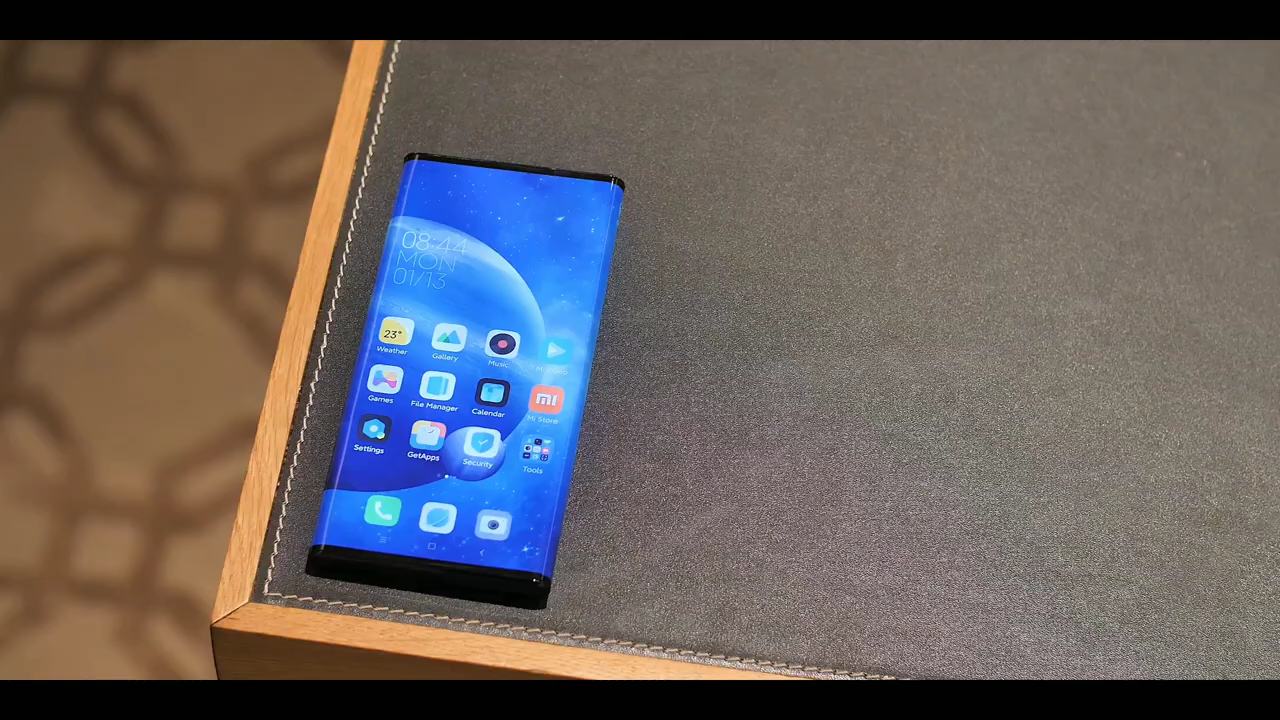 08:44
MON
01/13
23°
Weather
Gallery
Music
Games
File Manager
Calendar
Mi Store
Settings
GetApps
Security
Tools